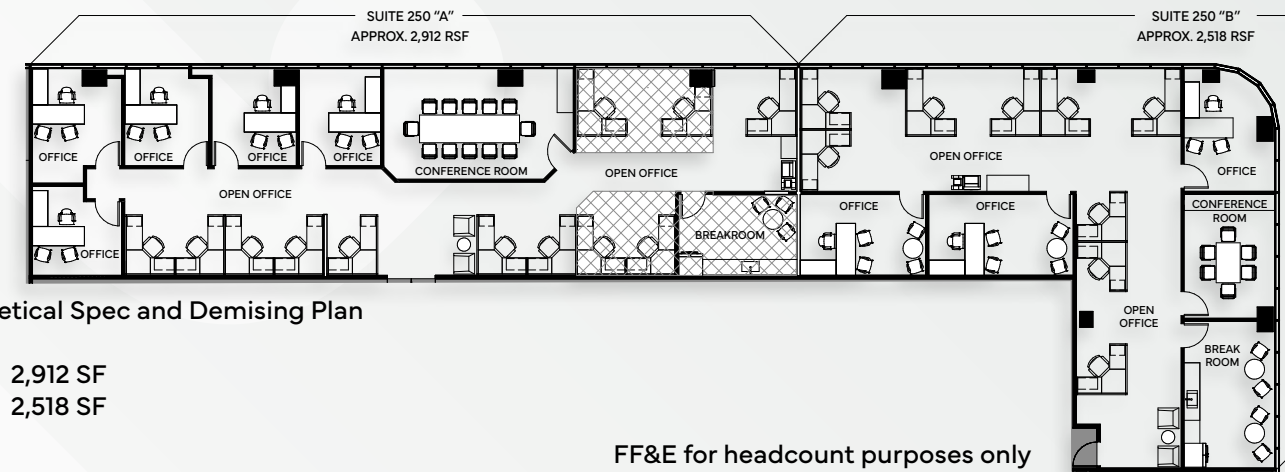 SUITE 250 "A"
APPROX. 2,912 RSF
SUITE 250 "B"
APPROX. 2,518 RSF
OFFICE
OFFICE
OFFICE
OFFICE
CONFERENCE ROOM
OPEN OFFICE
OPEN OFFICE
OFFICE
BREAKROOM
OPEN OFFICE
OFFICE
OFFICE
OFFICE
CONFERENCE
ROOM
OPEN
OFFICE
BREAK
ROOM
etical Spec and Demising Plan
2,912 SF
2,518 SF
FF&E for headcount purposes only